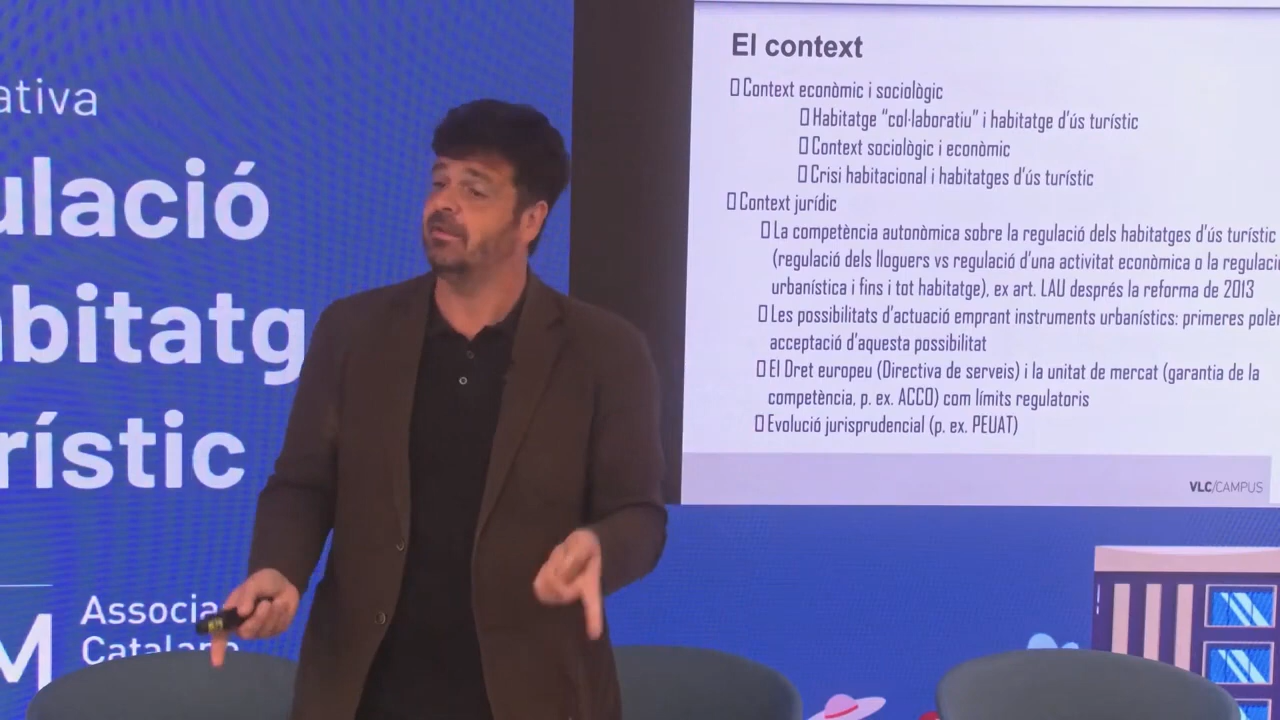 ativa
ulació
abitatg
rístic
M
Associa
Catalane
El context
Context econòmic i sociològic
Habitatge "col·laboratiu" i habitatge d'ús turístic
Context sociològic i econòmic
Crisi habitacional i habitatges d'ús turístic
Context jurídic
La competència autonòmica sobre la regulació dels habitatges d'ús turístic
(regulació dels lloguers vs regulació d'una activitat econòmica o la regulaci
urbanística i fins i tot habitatge), ex art. LAU després la reforma de 2013
Les possibilitats d'actuació emprant instruments urbanístics: primeres polèm
acceptació d'aquesta possibilitat
El Dret europeu (Directiva de serveis) i la unitat de mercat (garantia de la
competència, p. ex. ACCO) com límits regulatoris
Evolució jurisprudencial (p. ex. PEUAT)
VLC/CAMPUS